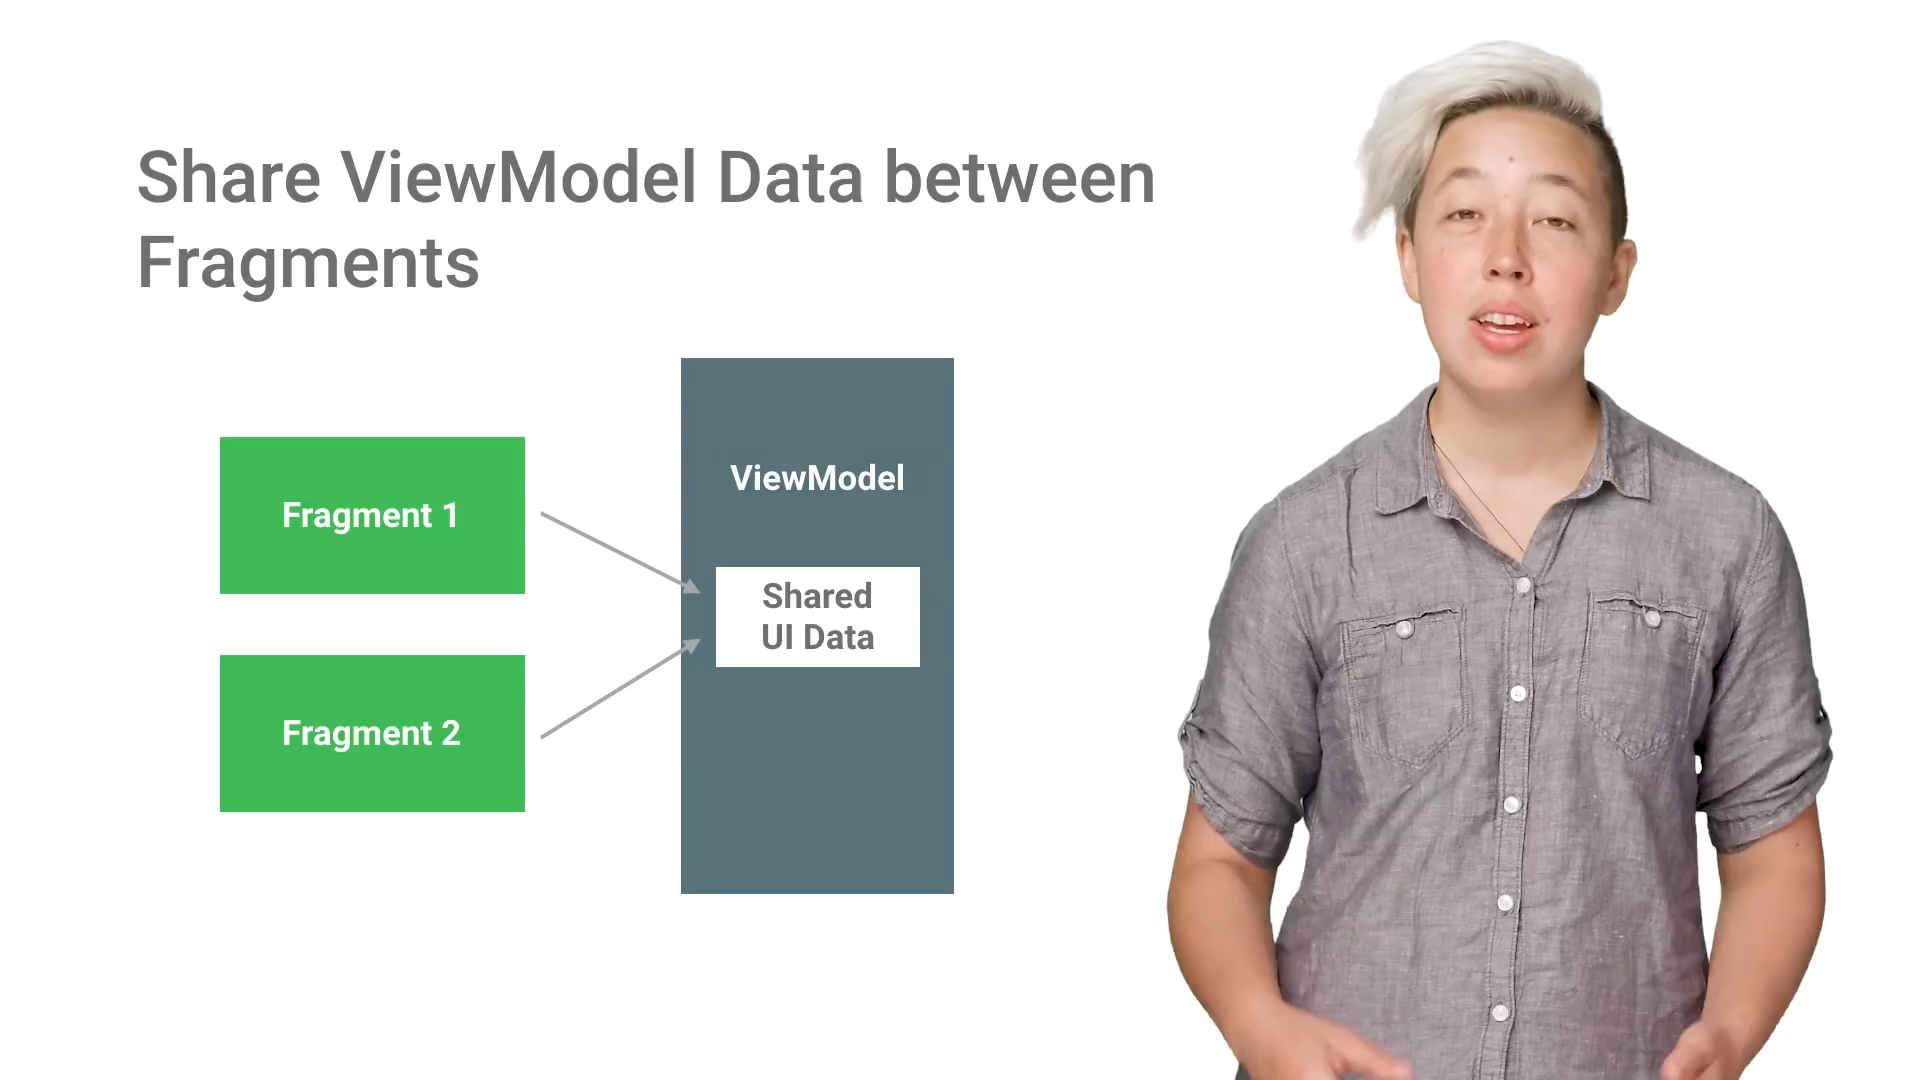 Share ViewModel Data between
Fragments
Fragment 1
Fragment 2
ViewModel
Shared
UI Data